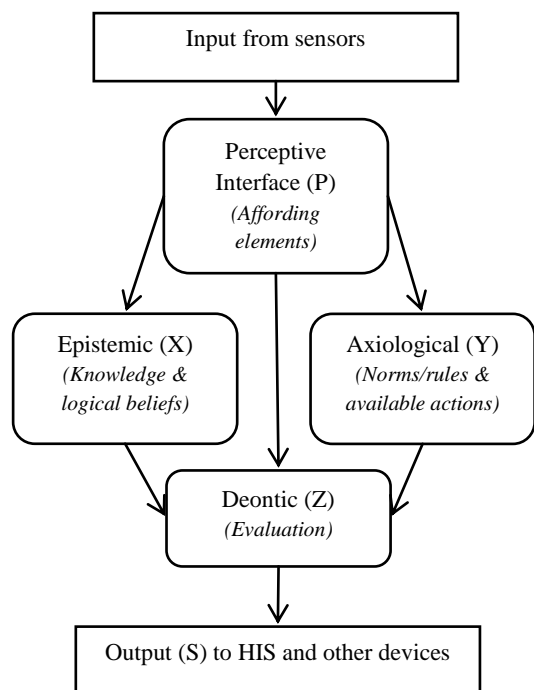 Input from sensors
Perceptive
Interface (P)
(Affording
elements)
Epistemic (X)
(Knowledge &
logical beliefs)
Axiological (Y)
(Norms/rules &
available actions)
Deontic (Z)
(Evaluation)
Output (S) to HIS and other devices